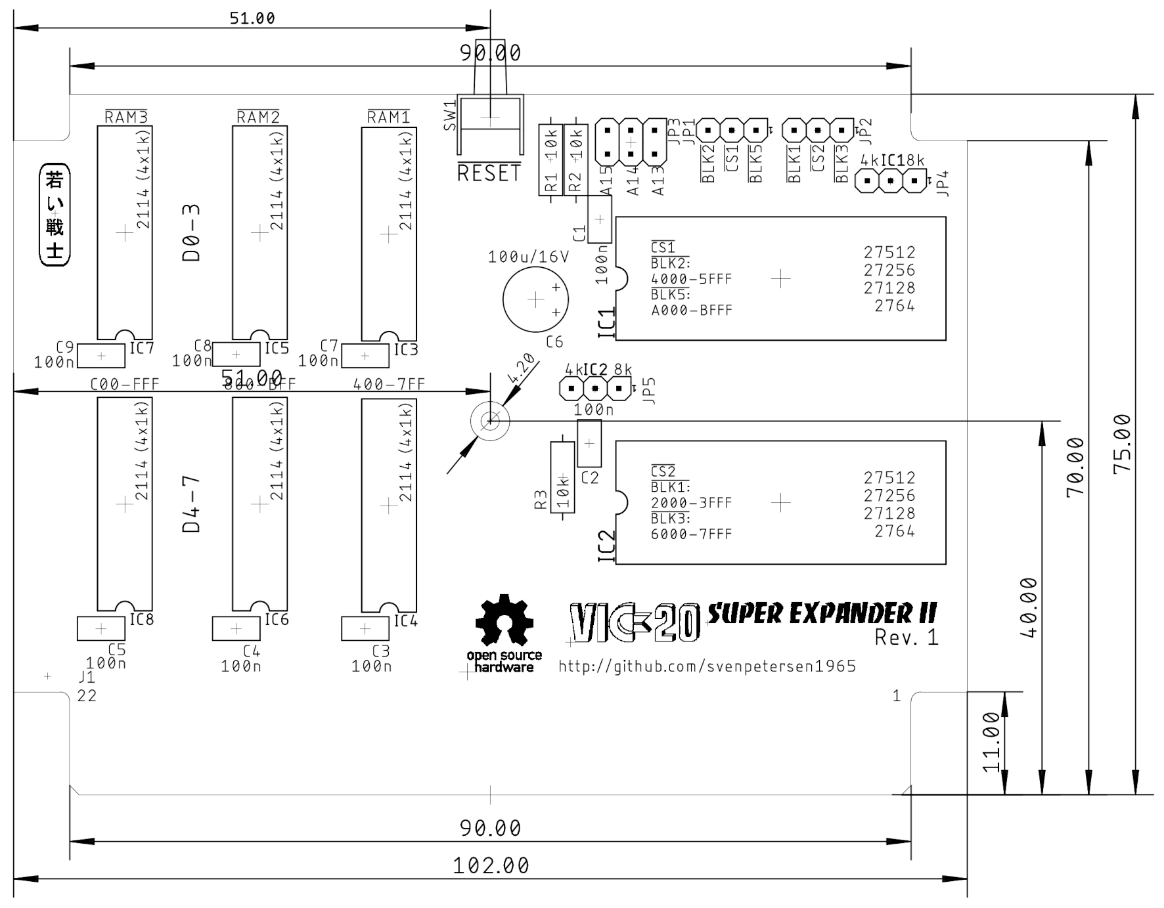 51.00
90.00
RAM3
RAM2
RAM1
SW1
RESET
2114 (4x1k)
2114 (4x1k)
2114 (4x1k)
D0-3
若い戦士
R1
10k
R2
10k
JP3
A15
A14
A13
JP1
BLK2
CS1
BLK5
1
JP2
BLK1
CS2
BLK3
1
4k IC1 8k
1
JP4
C1
100n
100u/16V
C6
IC1
CS1
BLK2:
4000-5FFF
BLK5:
A000-BFFF
27512
27256
27128
2764
C9
100n
IC7
C8
100n
IC5
C7
100n
IC3
C00-FFF
800-BFF
400-7FF
51.00
4.20
4k IC2 8k
1
JP5
100n
C2
R3
10k
2114 (4x1k)
2114 (4x1k)
2114 (4x1k)
D4-7
IC2
CS2
BLK1:
2000-3FFF
BLK3:
6000-7FFF
27512
27256
27128
2764
IC8
C5
100n
IC6
C4
100n
IC4
C3
100n
J1
22
open source
hardware
VIC-20 SUPER EXPANDER II
Rev. 1
http://github.com/svenpetersen1965
1
11.00
40.00
70.00
75.00
90.00
102.00